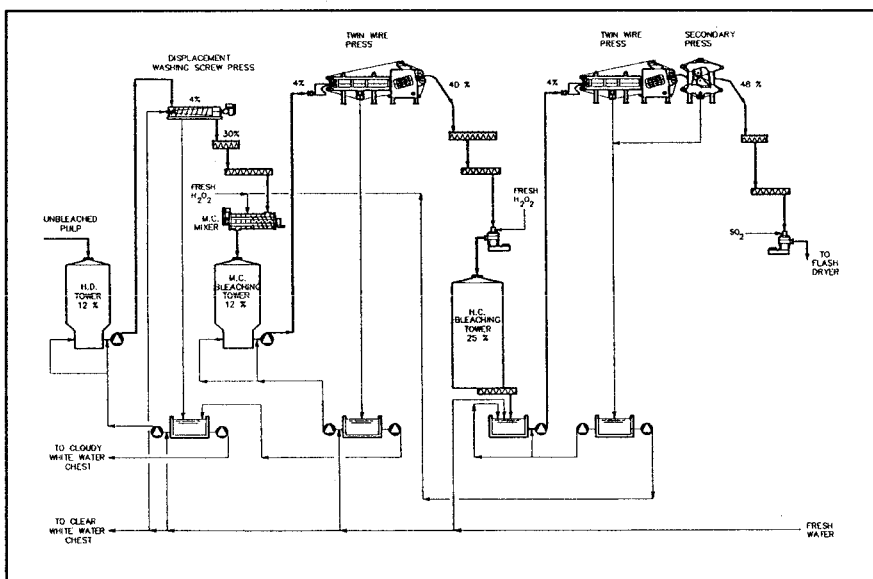 DISPLACEMENT
WASHING SCREW PRESS
4%
30%
TWIN WIRE
PRESS
4%
40 %
TWIN WIRE
PRESS
SECONDARY
PRESS
4%
48 %
FRESH
H2O2
M.C.
MIXER
FRESH
H2O2
UNBLEACHED
PULP
SO2
TO
FLASH
DRYER
H.D.
TOWER
12 %
M.C.
BLEACHING
TOWER
12 %
H.C.
BLEACHING
TOWER
25 %
TO CLOUDY
WHITE WATER
CHEST
TO CLEAR
WHITE WATER
CHEST
FRESH
WATER